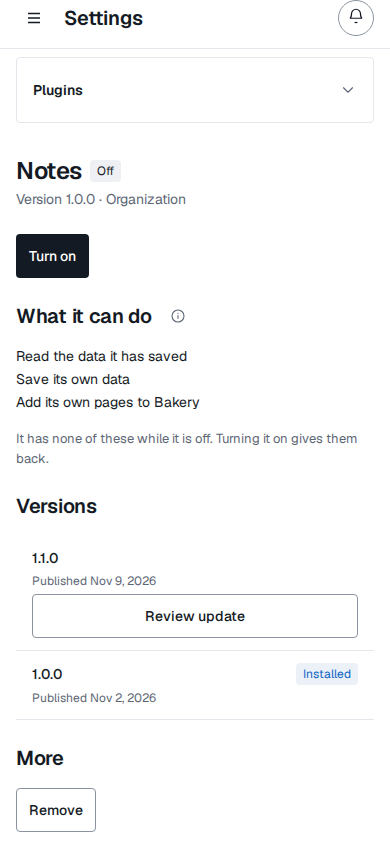 Settings
Plugins
Notes Off
Version 1.0.0 · Organization
Turn on
What it can do
Read the data it has saved
Save its own data
Add its own pages to Bakery
It has none of these while it is off. Turning it on gives them
back.
Versions
1.1.0
Published Nov 9, 2026
Review update
1.0.0 Installed
Published Nov 2, 2026
More
Remove